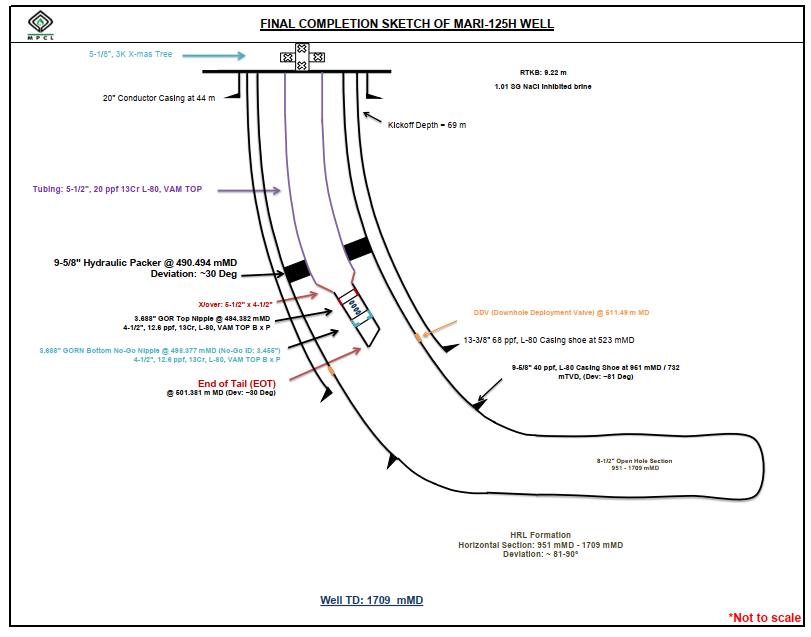 FINAL COMPLETION SKETCH OF MARI-125H WELL
MPCL
5-1/8", 3K X-mas Tree
RTKB: 9.22 m
1.01 SG NaCl Inhibited brine
20" Conductor Casing at 44 m
Kickoff Depth = 69 m
Tubing: 5-1/2", 20 ppf 13Cr L-80, VAM TOP
9-5/8" Hydraulic Packer @ 490.494 mMD
Deviation: ~30 Deg
X/over: 5-1/2" x 4-1/2"
3.688" GOR Top Nipple @ 494.382 mMD
4-1/2", 12.6 ppf, 13Cr, L-80, VAM TOP B x P
DDV (Downhole Deployment Valve) @ 511.49 m MD
13-3/8" 68 ppf, L-80 Casing shoe at 523 mMD
3.688" GORN Bottom No-Go Nipple @ 498.377 mMD (No-Go ID: 3.455")
4-1/2", 12.6 ppf, 13Cr, L-80, VAM TOP B x P
9-5/8" 40 ppf, L-80 Casing Shoe at 951 mMD / 732
mTVD, (Dev: ~81 Deg)
End of Tail (EOT)
@ 501.381 m MD (Dev: ~30 Deg)
8-1/2" Open Hole Section
951 - 1709 mMD
HRL Formation
Horizontal Section: 951 mMD - 1709 mMD
Deviation: ~ 81-90°
Well TD: 1709 mMD
*Not to scale